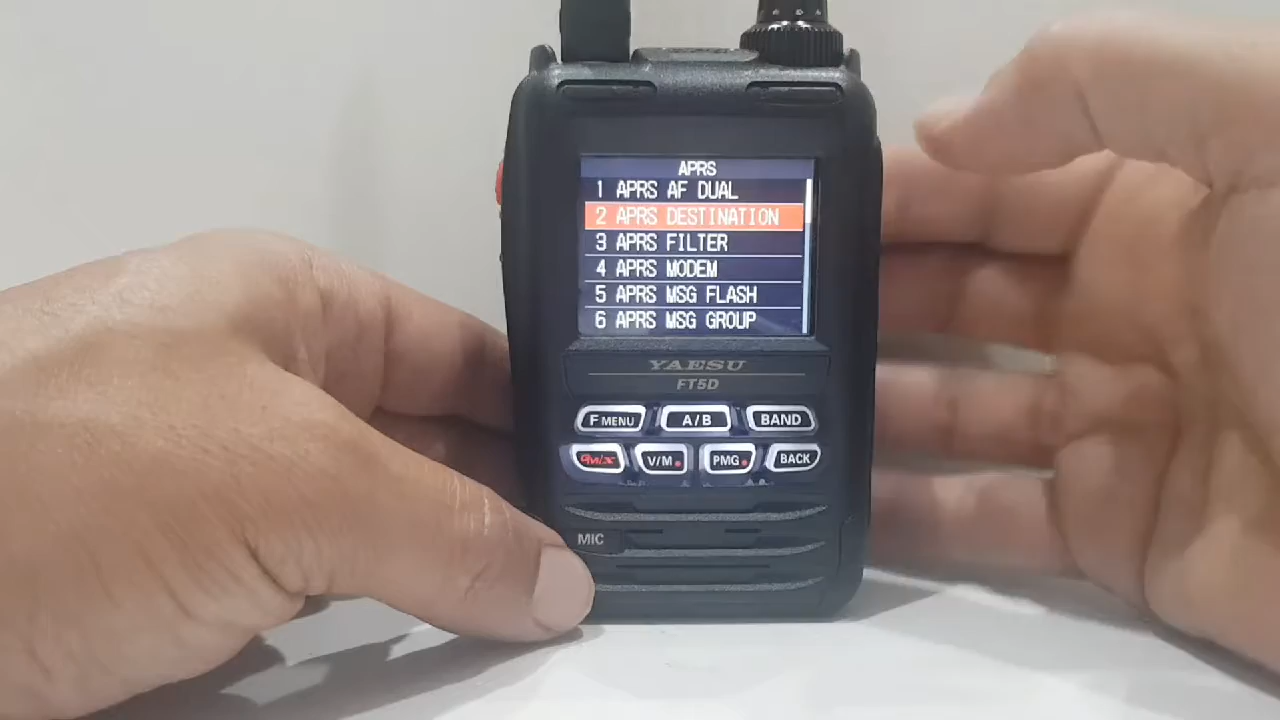 APRS
1 APRS AF DUAL
2 APRS DESTINATION
3 APRS FILTER
4 APRS MODEM
5 APRS MSG FLASH
6 APRS MSG GROUP
YAESU
FT5D
F MENU A/B BAND
V/M PMG BACK
MIC